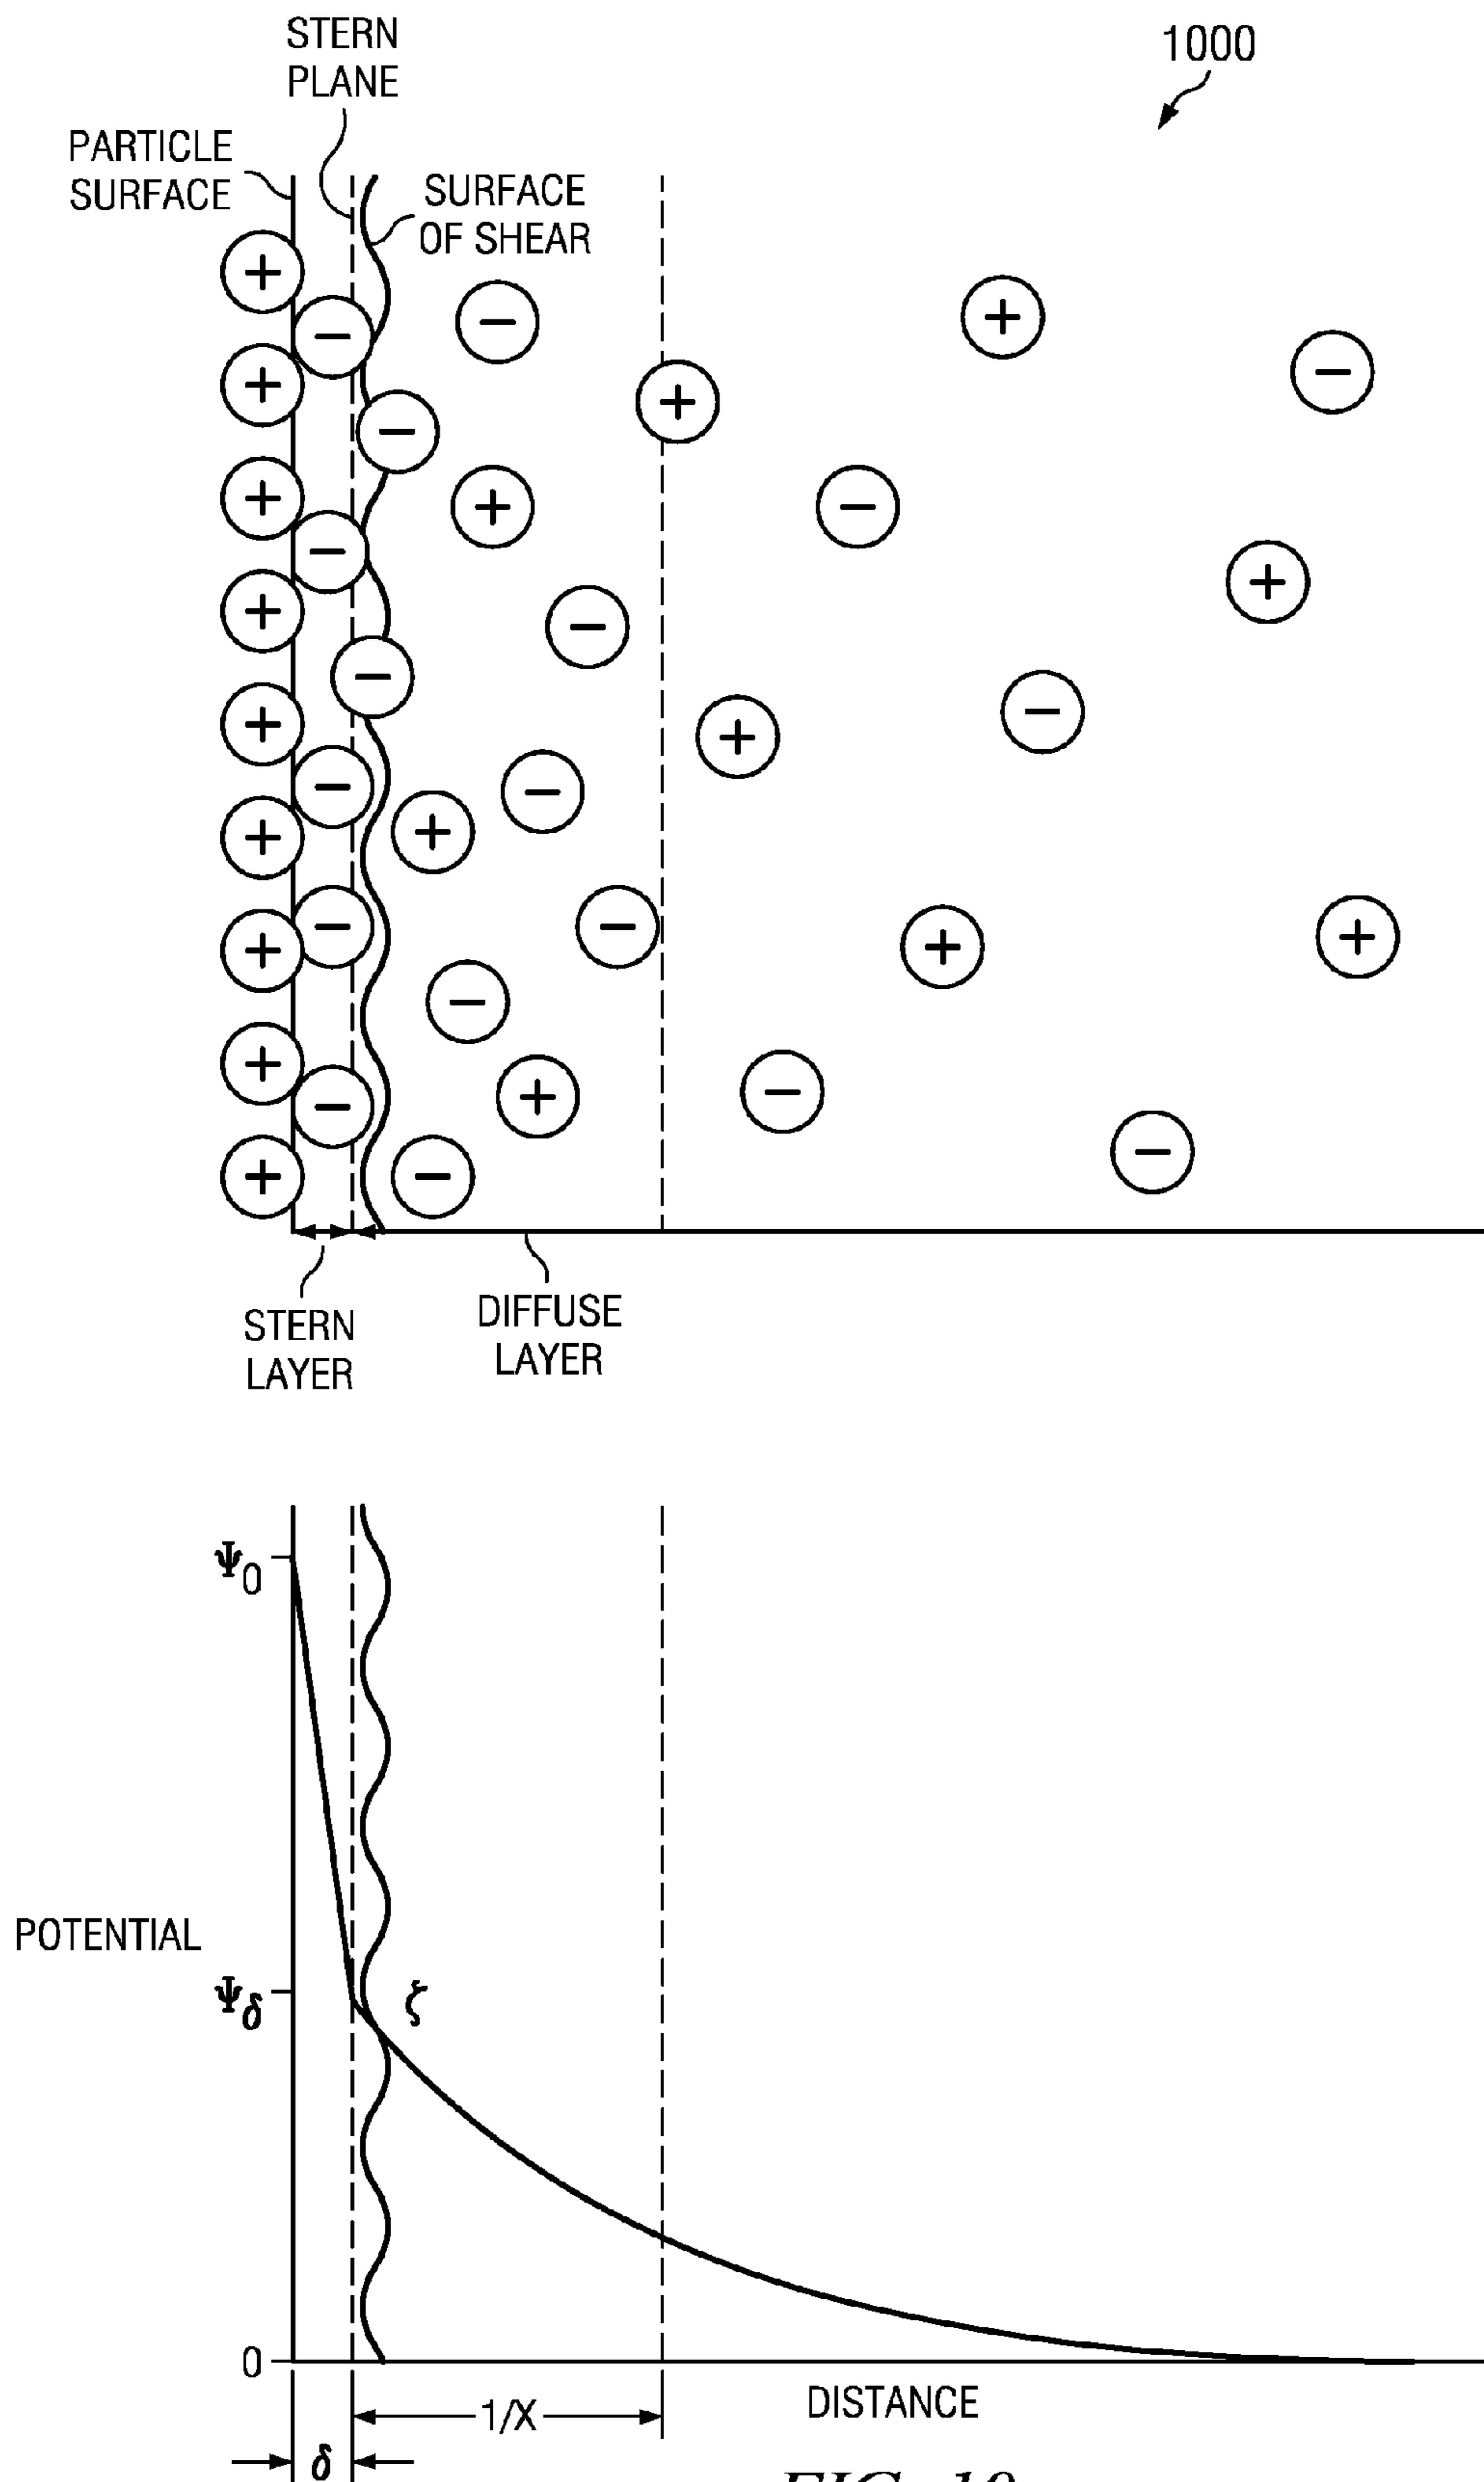 STERN
PLANE
1000
PARTICLE
SURFACE
SURFACE
OF SHEAR
+
−
+
−
+
−
+
−
+
−
+
−
+
−
+
−
+
−
+
−
+
−
+
−
+
−
+
−
+
−
+
−
+
−
+
−
+
STERN
LAYER
DIFFUSE
LAYER
Ψ0
POTENTIAL
Ψδ
ζ
0
DISTANCE
1/X
δ